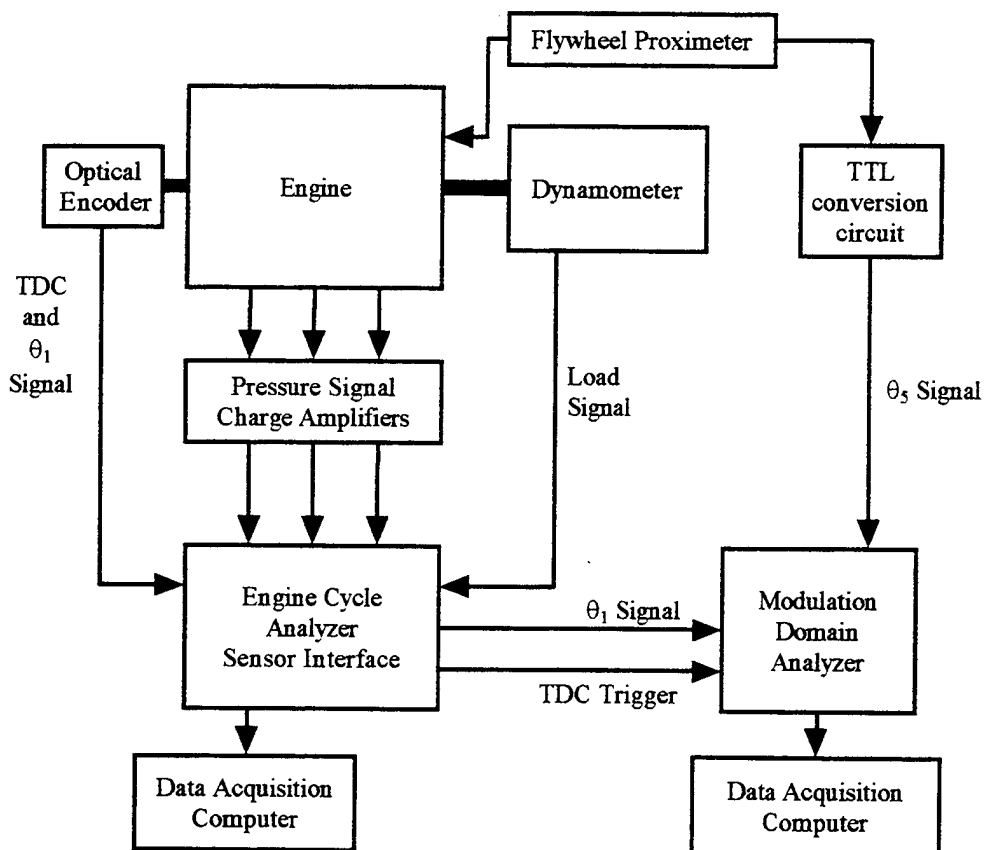 Flywheel Proximeter
Optical
Encoder
Engine
Dynamometer
TTL
conversion
circuit
TDC
and
θ₁
Signal
Pressure Signal
Charge Amplifiers
Load
Signal
θ₅ Signal
Engine Cycle
Analyzer
Sensor Interface
θ₁ Signal
TDC Trigger
Modulation
Domain
Analyzer
Data Acquisition
Computer
Data Acquisition
Computer